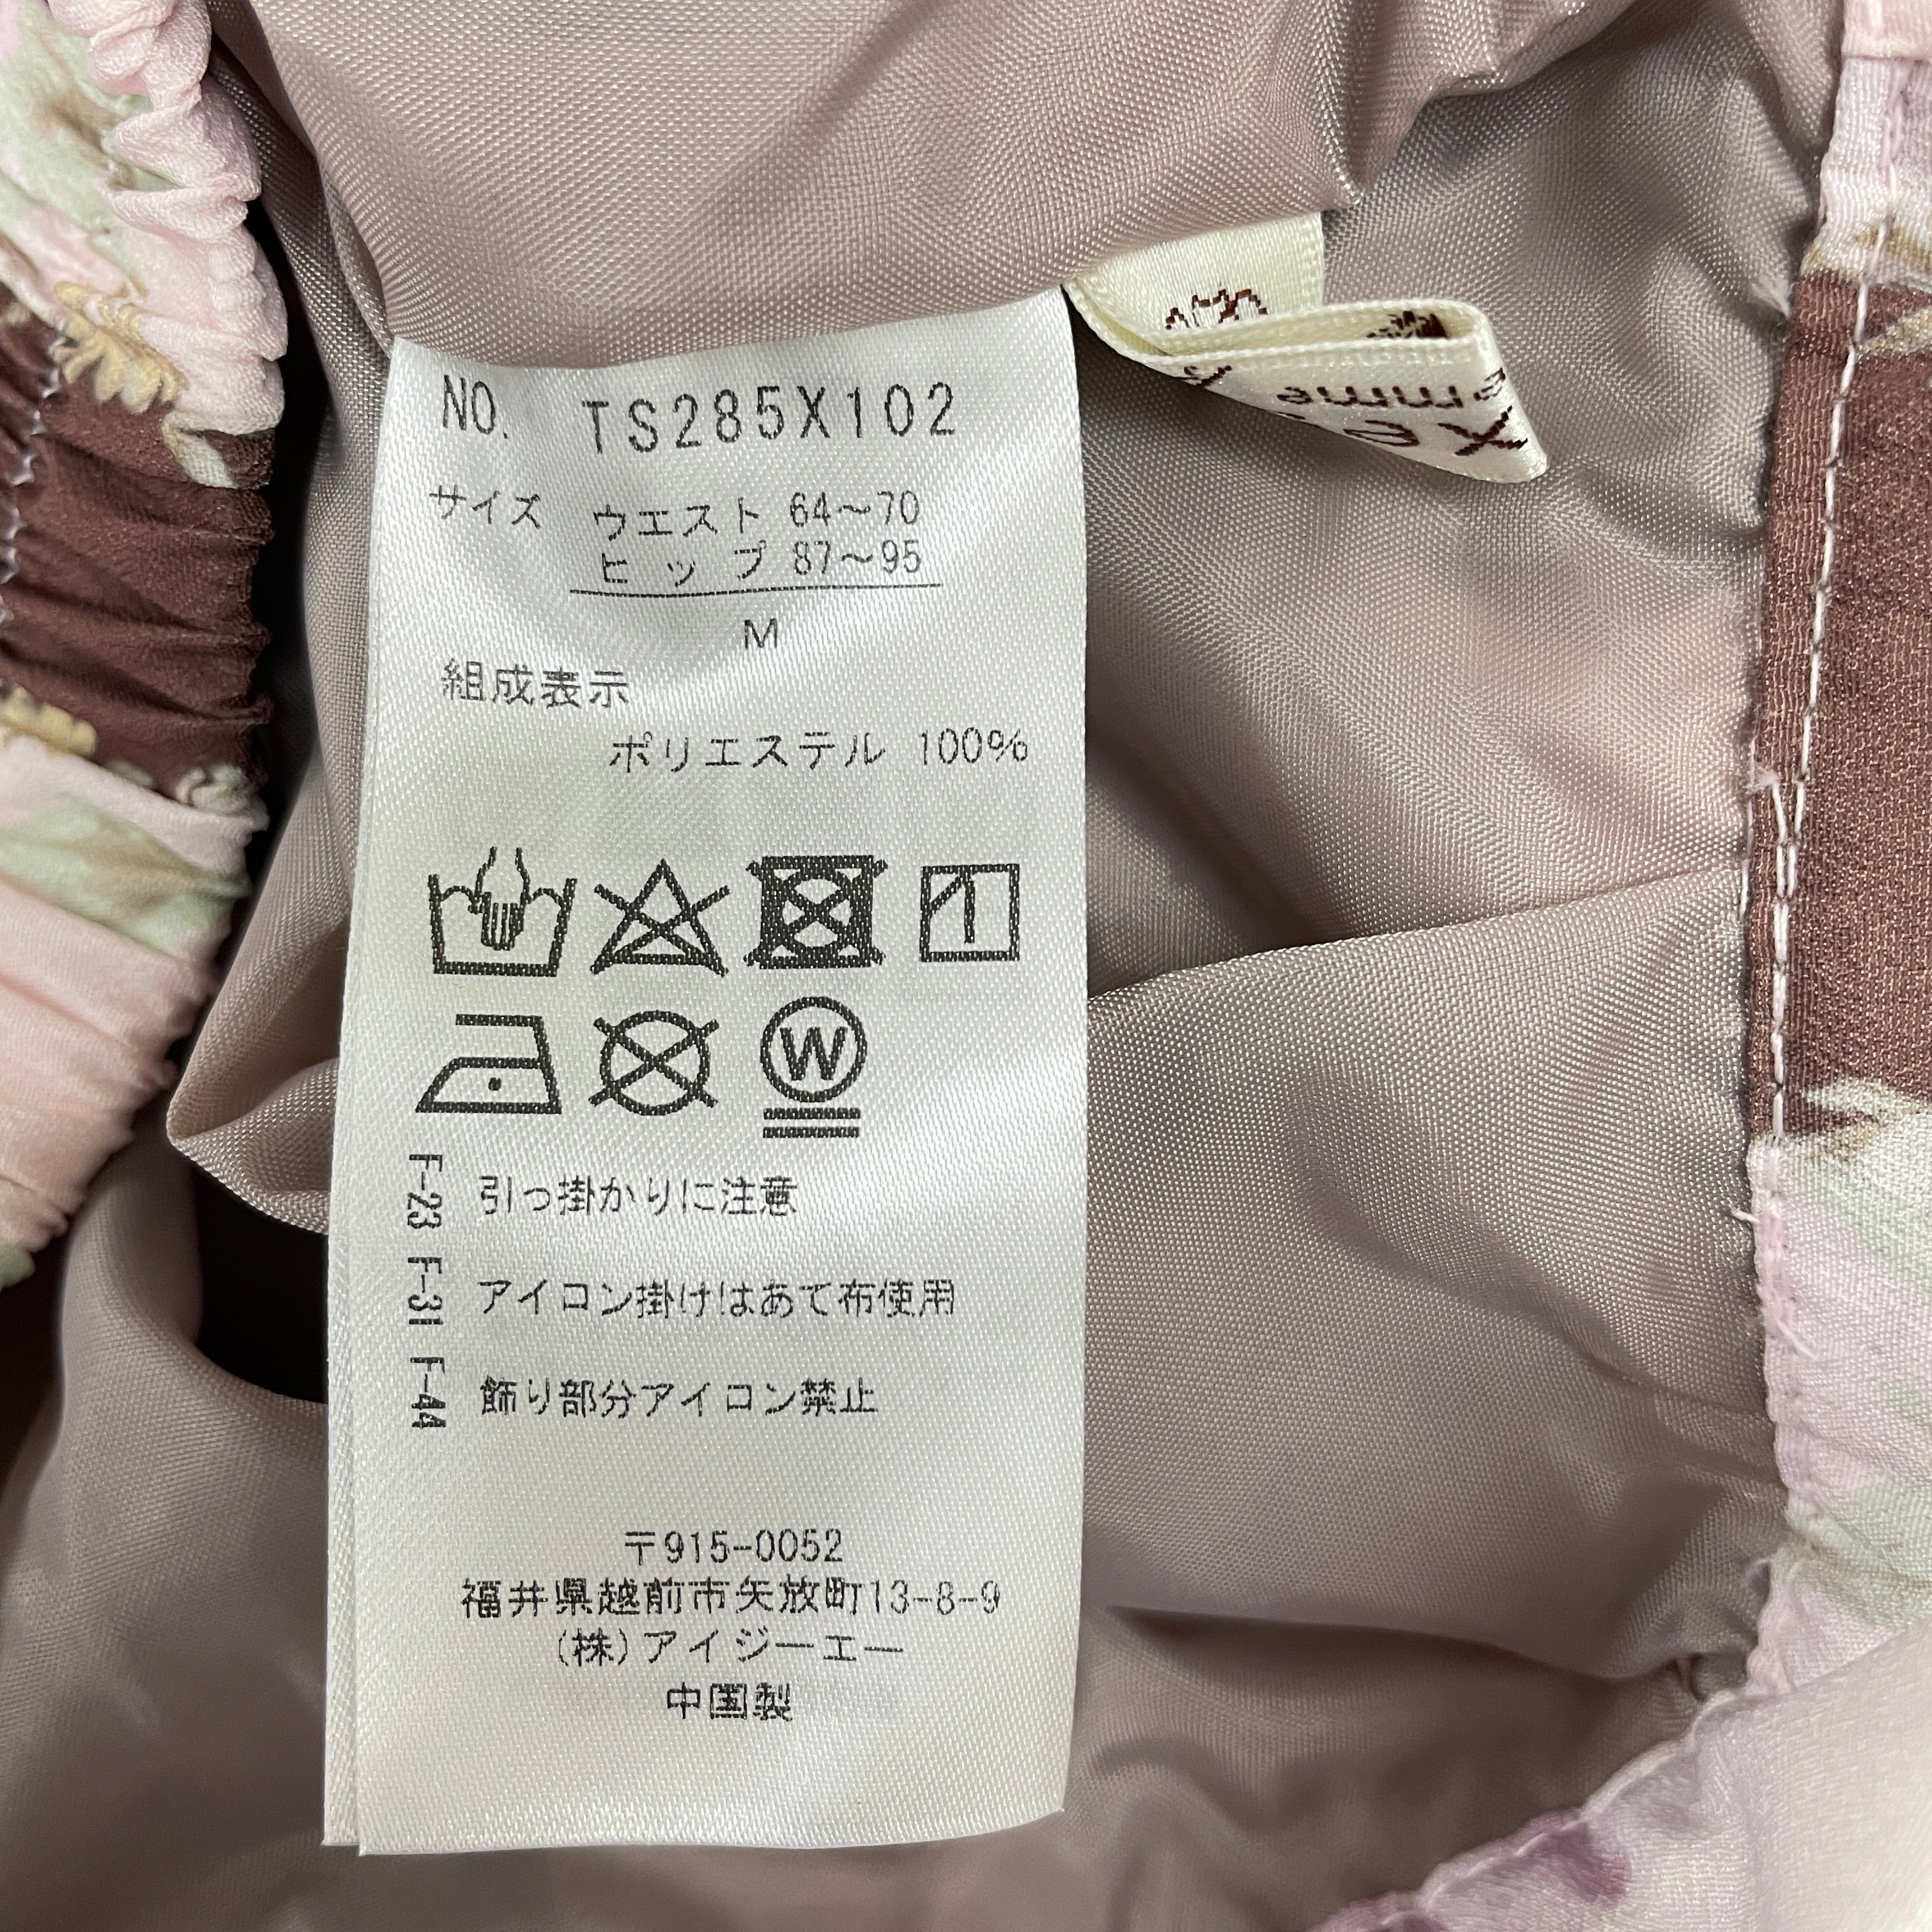 NO. TS285X102
サイズ ウエスト 64～70
ヒップ 87～95
M
組成表示
ポリエステル 100%
W
F-23 引っ掛かりに注意
F-31 アイロン掛けはあて布使用
F-44 飾り部分アイロン禁止
〒915-0052
福井県越前市矢放町13-8-9
(株)アイジーエー
中国製